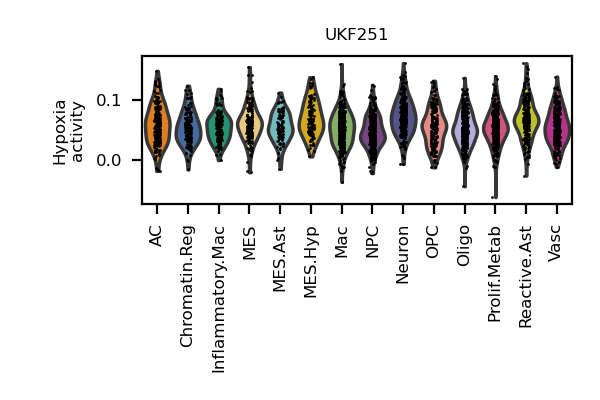 UKF251
Hypoxia
activity
0.1
0.0
AC
Chromatin.Reg
Inflammatory.Mac
MES
MES.Ast
MES.Hyp
Mac
NPC
Neuron
OPC
Oligo
Prolif.Metab
Reactive.Ast
Vasc